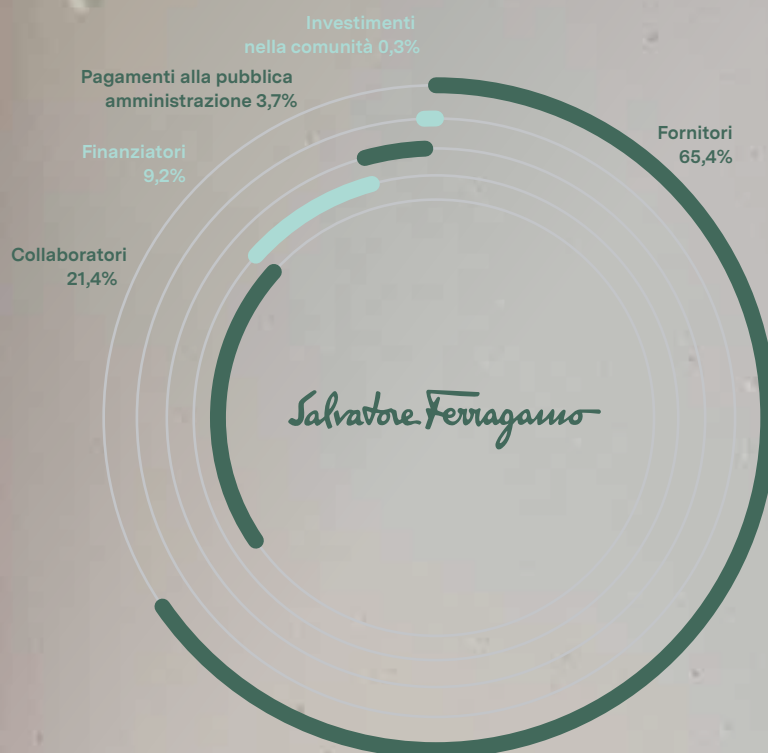 Investimenti
nella comunità 0,3%
Pagamenti alla pubblica
amministrazione 3,7%
Fornitori
65,4%
Finanziatori
9,2%
Collaboratori
21,4%
Salvatore Ferragamo